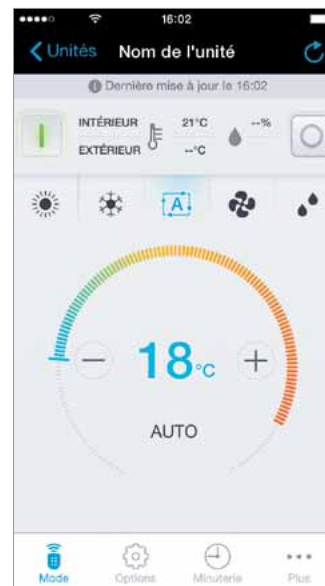 16:02
Unités Nom de l'unité
Dernière mise à jour le 16:02
INTÉRIEUR 21°C --%
EXTÉRIEUR --°C
A
18°C
AUTO
Mode Options Minuterie Plus